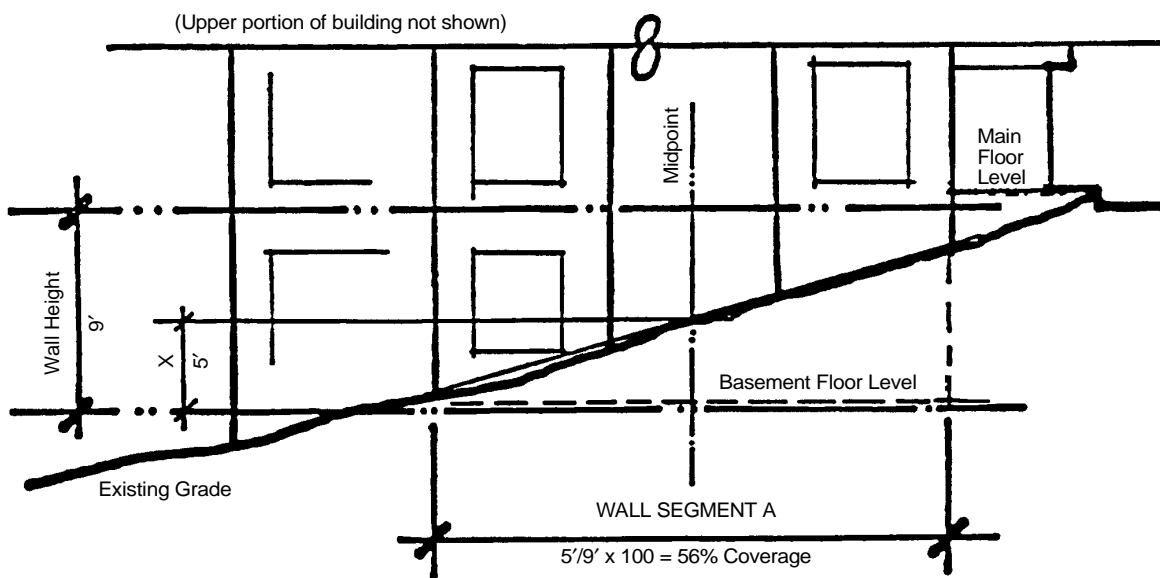 (Upper portion of building not shown)
Midpoint
Main
Floor
Level
Wall Height
9′
X
5′
Basement Floor Level
Existing Grade
WALL SEGMENT A
5′/9′ x 100 = 56% Coverage